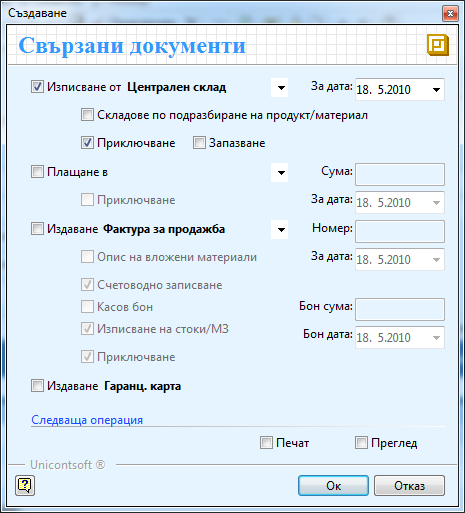 Създаване
Свързани документи
Изписване от Централен склад За дата: 18. 5.2010
Складове по подразбиране на продукт/материал
Приключване Запазване
Плащане в Сума:
Приключване За дата: 18. 5.2010
Издаване Фактура за продажба Номер:
Опис на вложени материали За дата: 18. 5.2010
Счетоводно записване
Касов бон Бон сума:
Изписване на стоки/МЗ Бон дата: 18. 5.2010
Приключване
Издаване Гаранц. карта
Следваща операция
Печат Преглед
Unicontsoft ®
? Ок Отказ